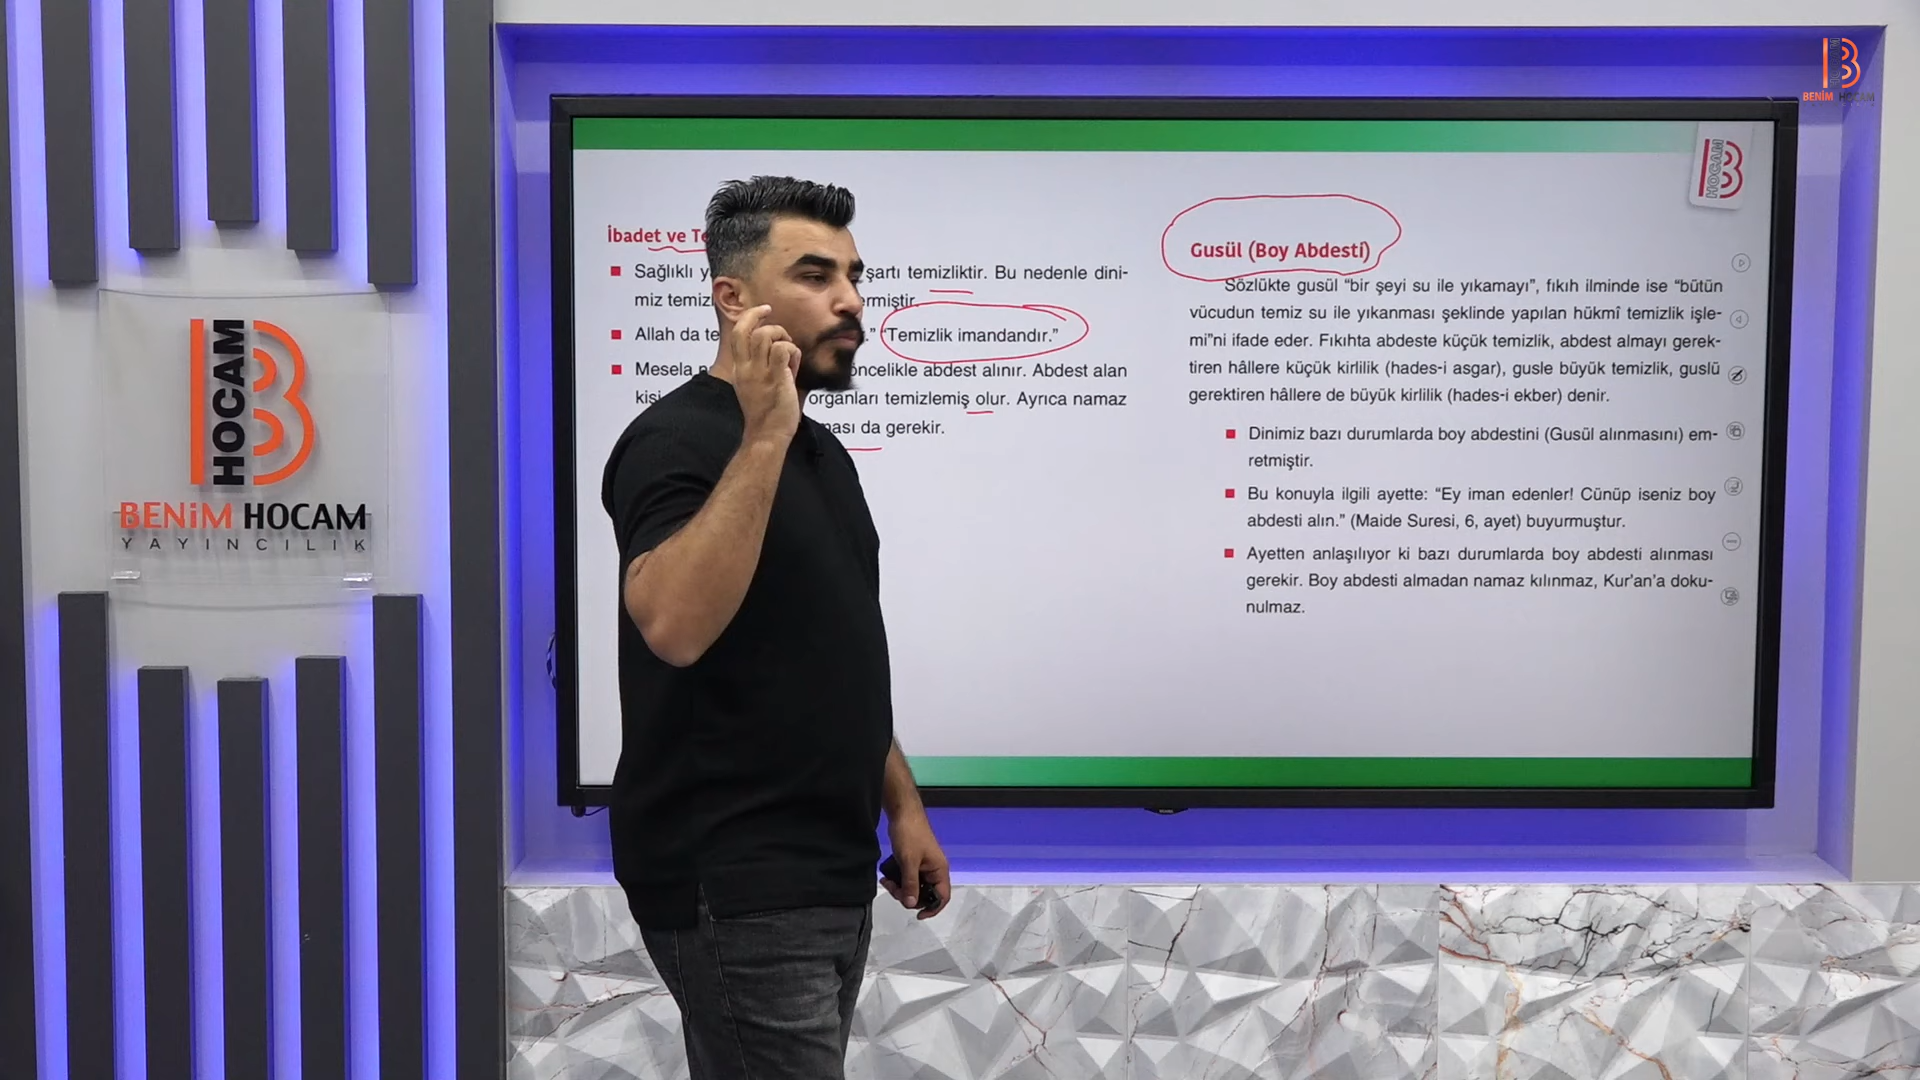 HOCAM
BENİM HOCAM
YAYINCILIK
BENİM HOCAM
HOCAM
İbadet ve
Sağlıklı şartı temizliktir. Bu nedenle dini-
miz
Allah da ” “Temizlik imandandır.”
Mesela öncelikle abdest alınır. Abdest alan
organları temizlemiş olur. Ayrıca namaz
da gerekir.
Gusül (Boy Abdesti)
Sözlükte gusül “bir şeyi su ile yıkamayı”, fıkıh ilminde ise “bütün
vücudun temiz su ile yıkanması şeklinde yapılan hükmî temizlik işle-
mi”ni ifade eder. Fıkıhta abdeste küçük temizlik, abdest almayı gerek-
tiren hâllere küçük kirlilik (hades-i asgar), gusle büyük temizlik, guslü
gerektiren hâllere de büyük kirlilik (hades-i ekber) denir.
Dinimiz bazı durumlarda boy abdestini (Gusül alınmasını) em-
retmiştir.
Bu konuyla ilgili ayette: “Ey iman edenler! Cünüp iseniz boy
abdesti alın.” (Maide Suresi, 6, ayet) buyurmuştur.
Ayetten anlaşılıyor ki bazı durumlarda boy abdesti alınması
gerekir. Boy abdesti almadan namaz kılınmaz, Kur’an’a doku-
nulmaz.